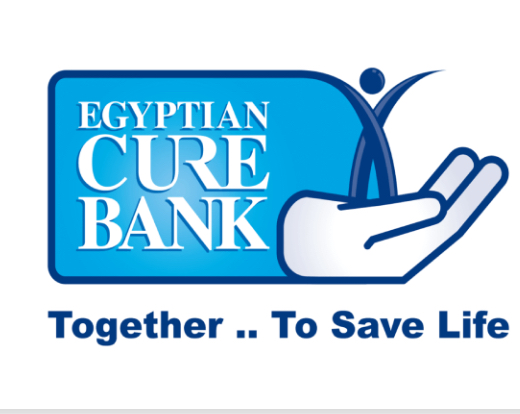 EGYPTIAN
CURE
BANK
Together .. To Save Life